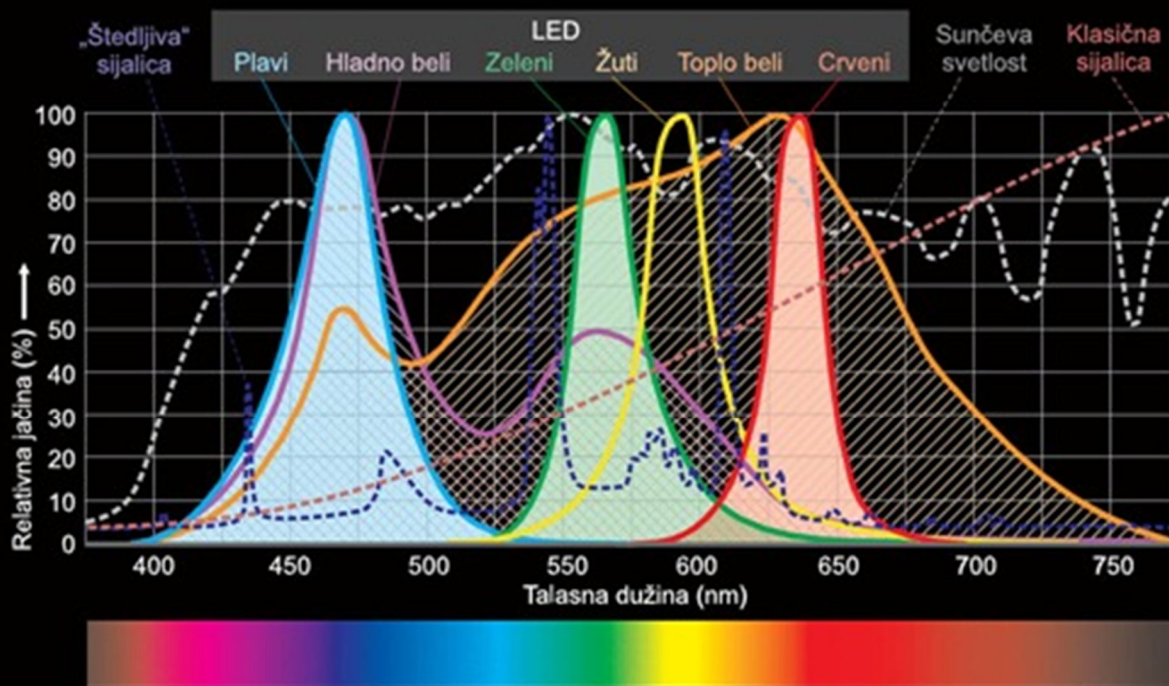 „Štedljiva“
sijalica
LED
Plavi
Hladno beli
Zeleni
Žuti
Toplo beli
Crveni
Sunčeva
svetlost
Klasična
sijalica
Relativna jačina (%)
100
90
80
70
60
50
40
30
20
10
0
400
450
500
550
600
650
700
750
Talasna dužina (nm)